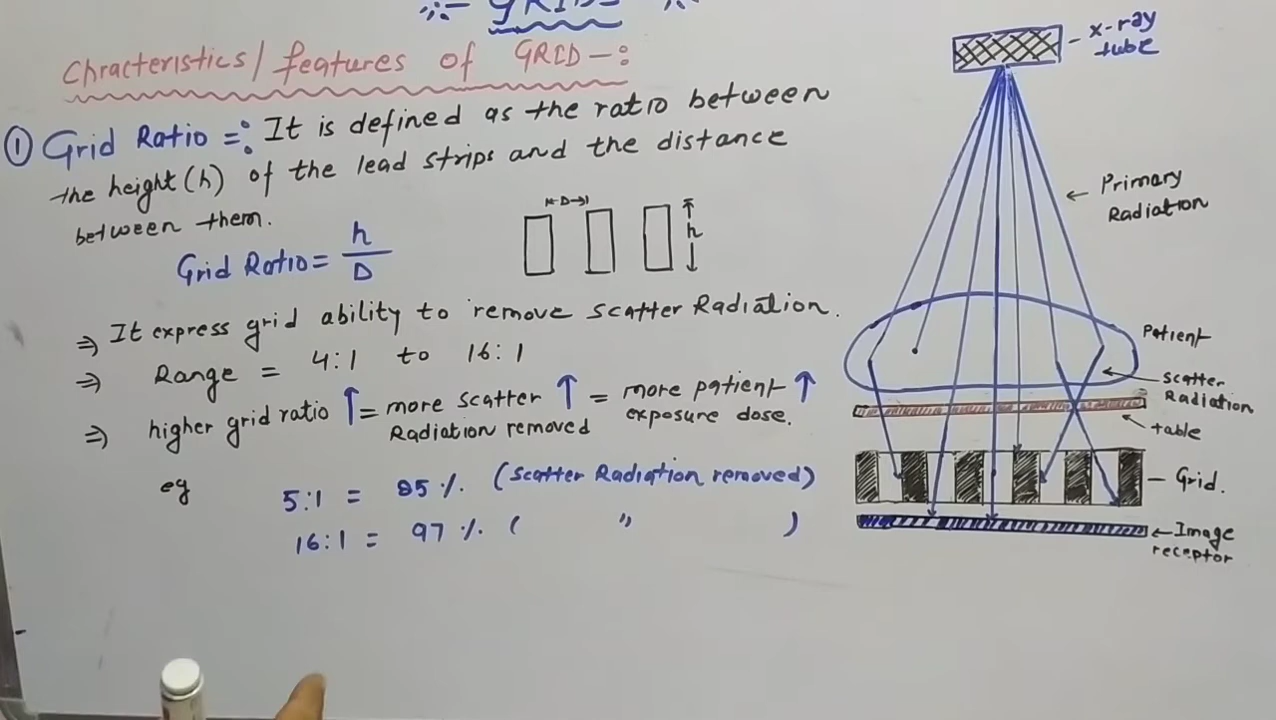 GRID
Chracteristics/features of GRID-:
① Grid Ratio =: It is defined as the ratio between
the height (h) of the lead strips and the distance
between them.
Grid Ratio = h/D
D
h
⇒ It express grid ability to remove scatter Radiation.
⇒ Range = 4:1 to 16:1
⇒ higher grid ratio ↑ = more scatter ↑ = more patient ↑
Radiation removed exposure dose.
eg 5:1 = 85 % (scatter Radiation removed)
16:1 = 97 % ( " )
x-ray
tube
Primary
Radiation
Patient
scatter
Radiation
table
Grid.
Image
receptor